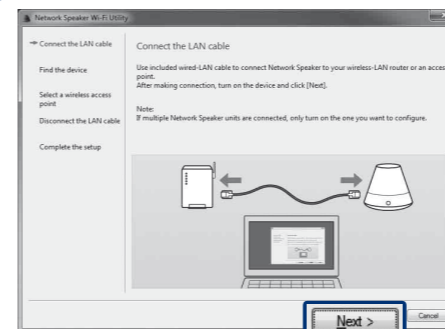 Network Speaker Wi-Fi Utility
Connect the LAN cable
Find the device
Select a wireless access
point
Disconnect the LAN cable
Complete the setup
Connect the LAN cable
Use included wired-LAN cable to connect Network Speaker to your wireless-LAN router or an acces
point.
After making connection, turn on the device and click [Next].
Note:
If multiple Network Speaker units are connected, only turn on the one you want to configure.
Next >
Cancel